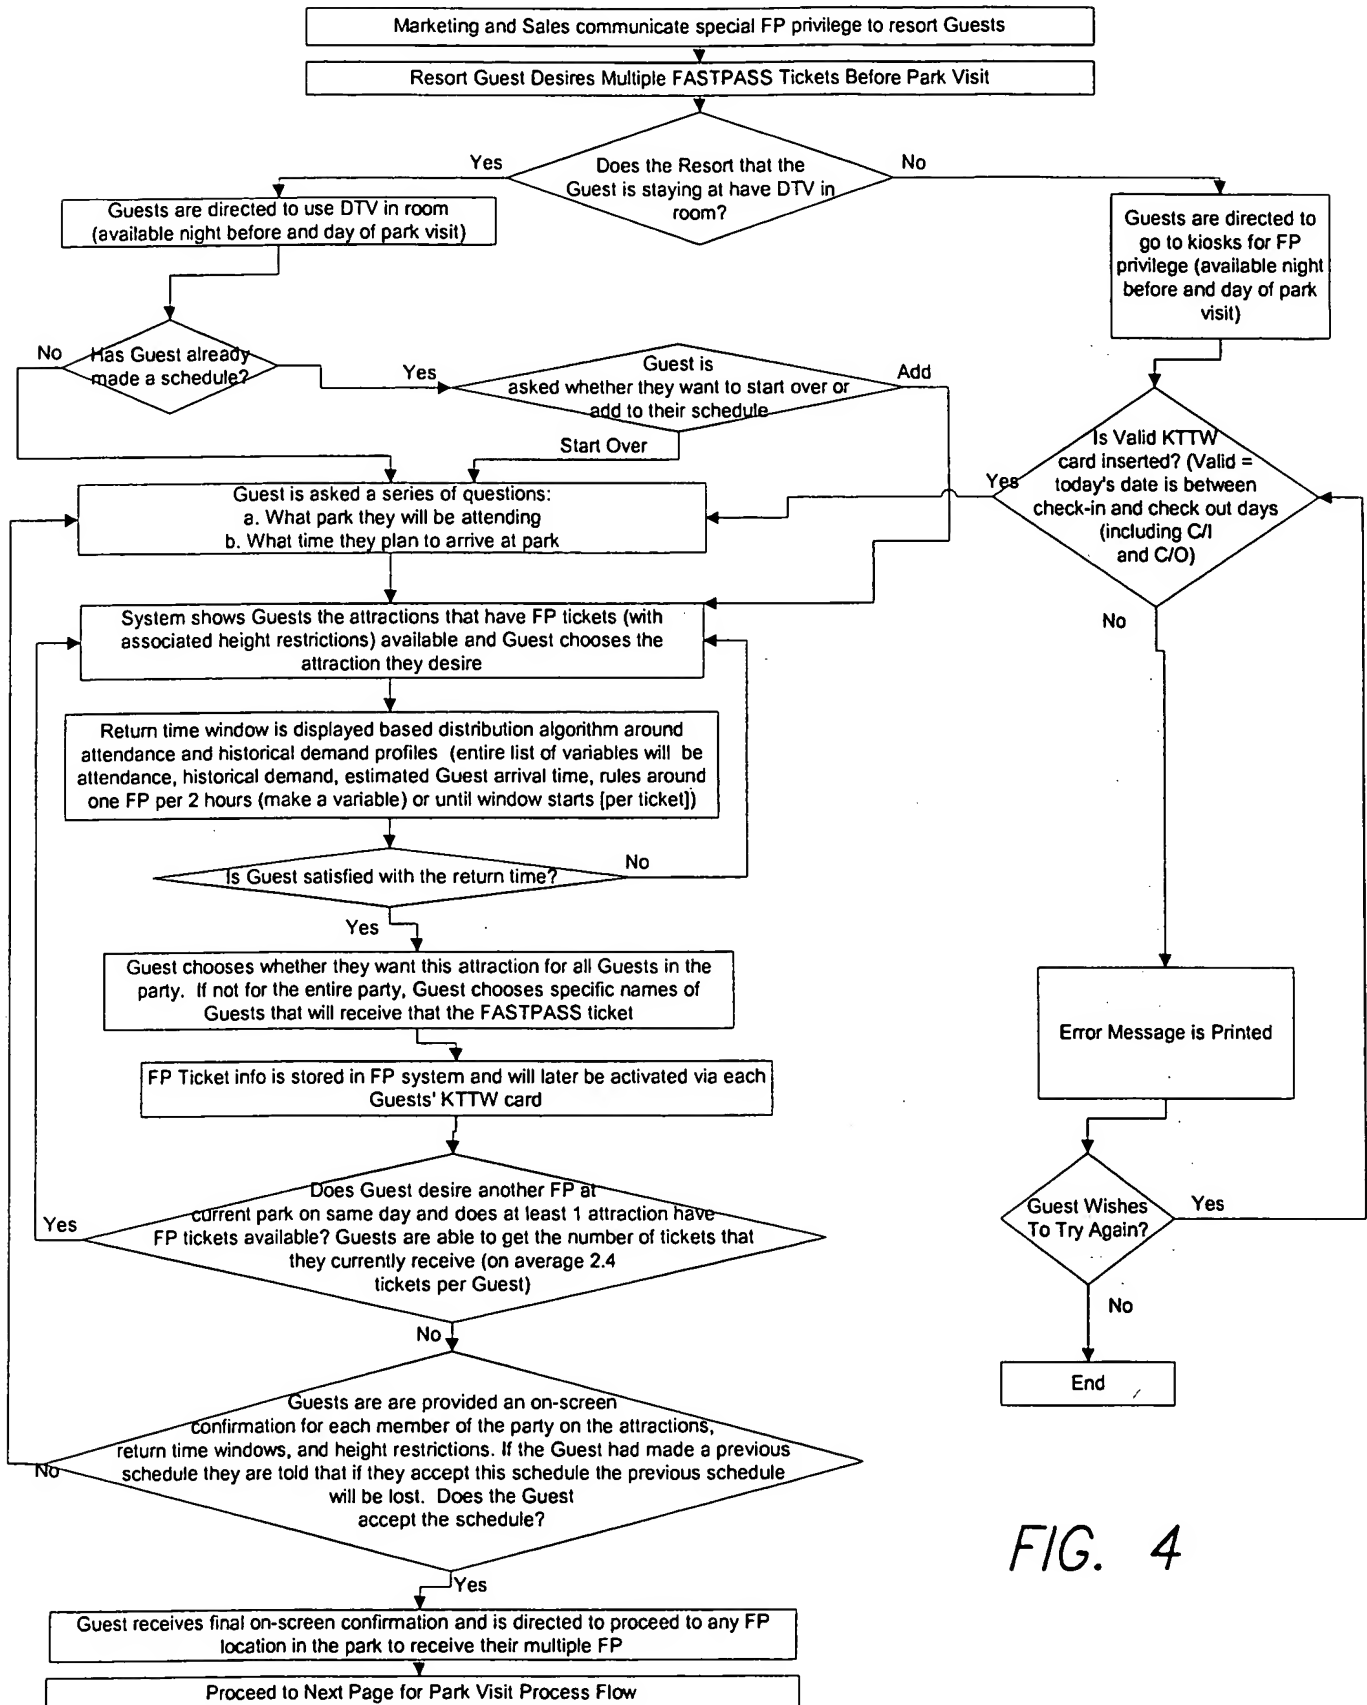 Marketing and Sales communicate special FP privilege to resort Guests
Resort Guest Desires Multiple FASTPASS Tickets Before Park Visit
Does the Resort that the
Guest is staying at have DTV in
room?
Yes
No
Guests are directed to use DTV in room
(available night before and day of park visit)
Guests are directed to
go to kiosks for FP
privilege (available night
before and day of park
visit)
Has Guest already
made a schedule?
No
Yes
Guest is
asked whether they want to start over or
add to their schedule
Add
Start Over
Is Valid KTTW
card inserted? (Valid =
today's date is between
check-in and check out days
(including C/I
and C/O)
Yes
No
Guest is asked a series of questions:
a. What park they will be attending
b. What time they plan to arrive at park
System shows Guests the attractions that have FP tickets (with
associated height restrictions) available and Guest chooses the
attraction they desire
Return time window is displayed based distribution algorithm around
attendance and historical demand profiles (entire list of variables will be
attendance, historical demand, estimated Guest arrival time, rules around
one FP per 2 hours (make a variable) or until window starts [per ticket])
Is Guest satisfied with the return time?
No
Yes
Guest chooses whether they want this attraction for all Guests in the
party. If not for the entire party, Guest chooses specific names of
Guests that will receive that the FASTPASS ticket
Error Message is Printed
FP Ticket info is stored in FP system and will later be activated via each
Guests' KTTW card
Does Guest desire another FP at
current park on same day and does at least 1 attraction have
FP tickets available? Guests are able to get the number of tickets that
they currently receive (on average 2.4
tickets per Guest)
Yes
No
Guest Wishes
To Try Again?
Yes
No
End
Guests are are provided an on-screen
confirmation for each member of the party on the attractions,
return time windows, and height restrictions. If the Guest had made a previous
schedule they are told that if they accept this schedule the previous schedule
will be lost. Does the Guest
accept the schedule?
No
Yes
Guest receives final on-screen confirmation and is directed to proceed to any FP
location in the park to receive their multiple FP
Proceed to Next Page for Park Visit Process Flow
FIG. 4